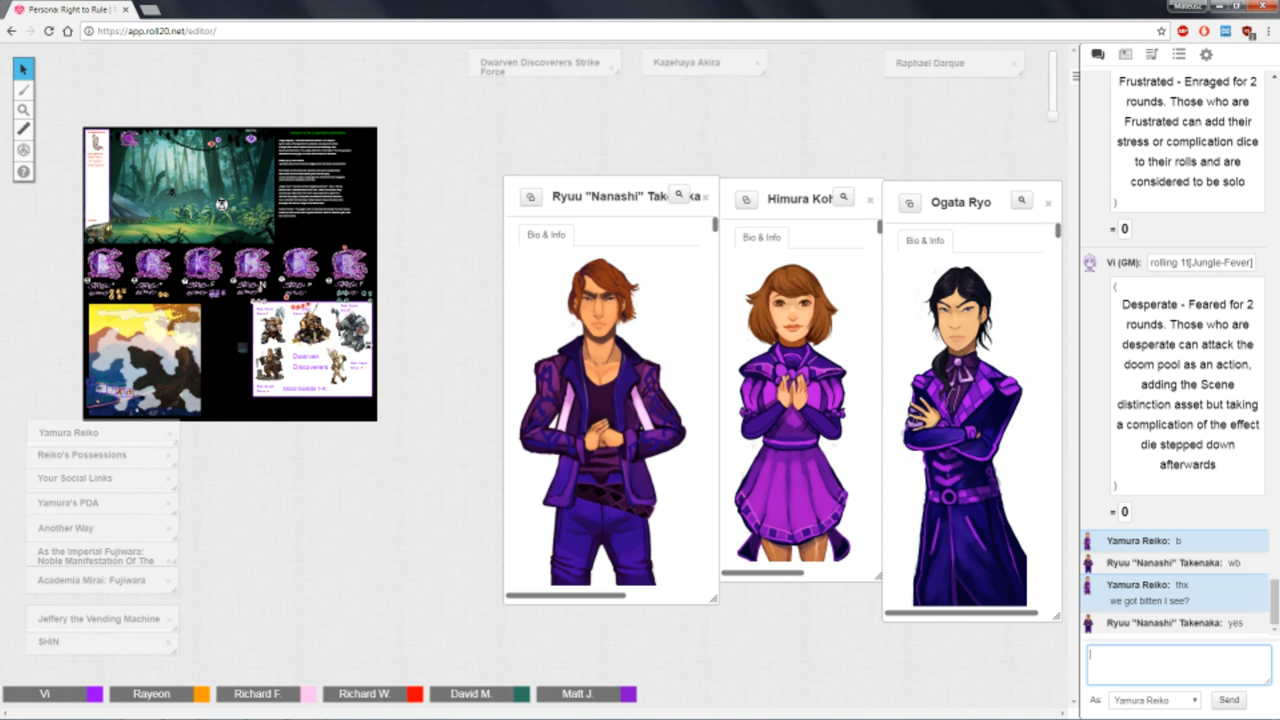 Persona: Right to Rule |
Mateusz
https://app.roll20.net/editor/
Dwarven Discoverers Strike
Force
Kazehaya Akira
Raphael Darque
Dwarven
Discoverers
Yamura Reiko
Reiko's Possessions
Your Social Links
Yamura's PDA
Another Way
As the Imperial Fujiwara:
Noble Manifestation Of The
Academia Mirai: Fujiwara
Jeffery the Vending Machine
SHIN
Ryuu "Nanashi" Takenaka
Bio & Info
Himura Koh
Bio & Info
Ogata Ryo
Bio & Info
Frustrated - Enraged for 2
rounds. Those who are
Frustrated can add their
stress or complication dice
to their rolls and are
considered to be solo
}
= 0
Vi (GM): rolling 1t[Jungle-Fever]
{
Desperate - Feared for 2
rounds. Those who are
desperate can attack the
doom pool as an action,
adding the Scene
distinction asset but taking
a complication of the effect
die stepped down
afterwards
}
= 0
Yamura Reiko: b
Ryuu "Nanashi" Takenaka: wb
Yamura Reiko: thx
we got bitten I see?
Ryuu "Nanashi" Takenaka: yes
As: Yamura Reiko Send
Vi Rayeon Richard F. Richard W. David M. Matt J.